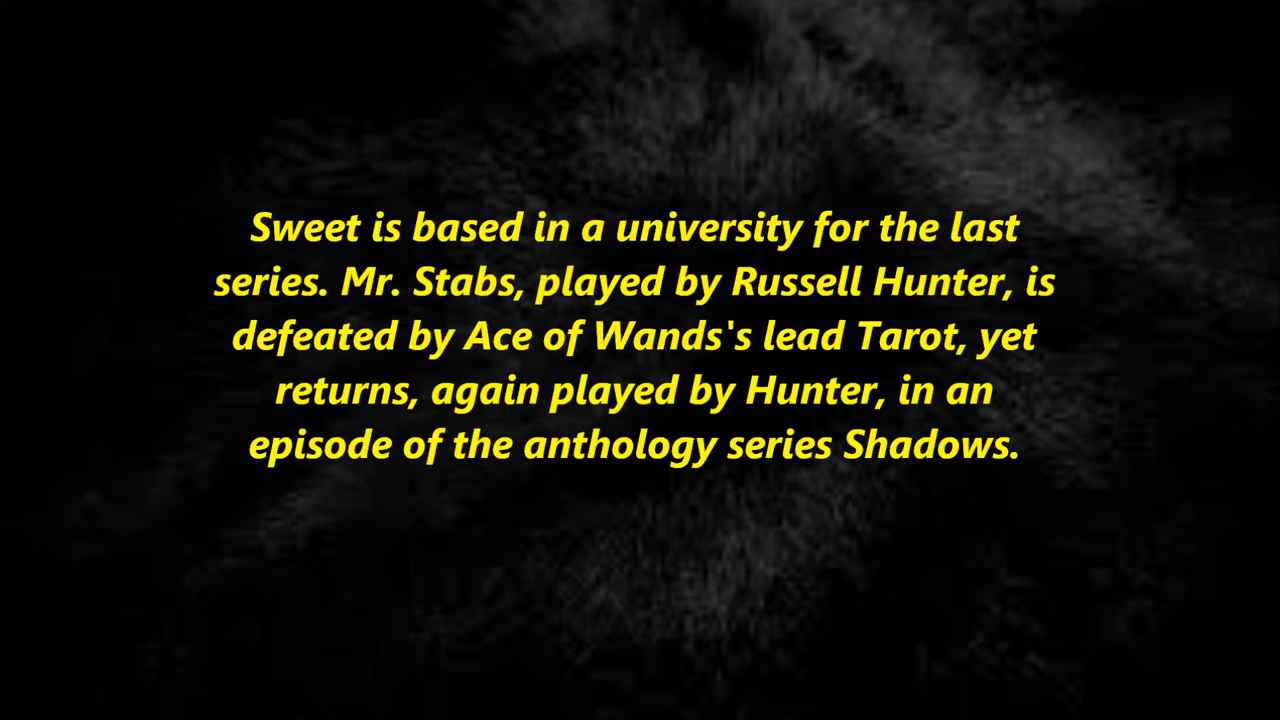 Sweet is based in a university for the last
series. Mr. Stabs, played by Russell Hunter, is
defeated by Ace of Wands's lead Tarot, yet
returns, again played by Hunter, in an
episode of the anthology series Shadows.